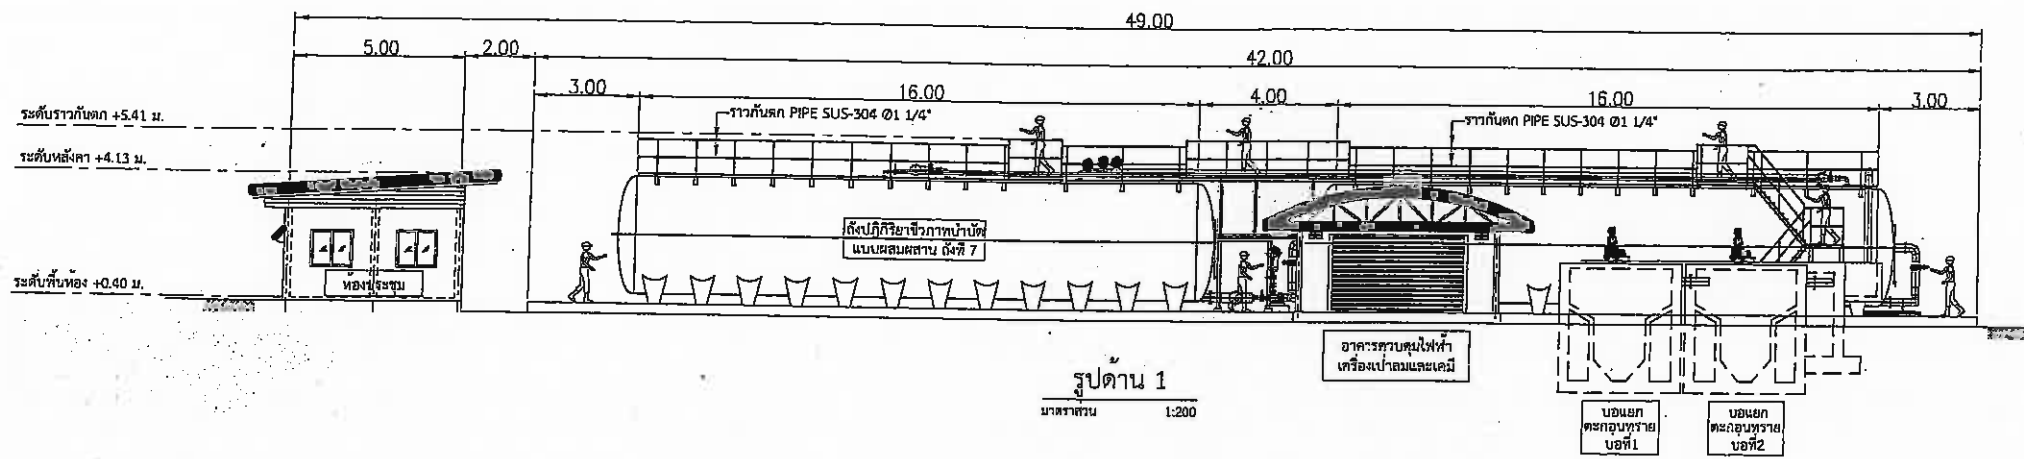 49.00
5.00 2.00 42.00
3.00 16.00 4.00 16.00 3.00
ระดับราวกันตก +5.41 ม.
ราวกันตก PIPE SUS-304 Ø1 1/4"
ราวกันตก PIPE SUS-304 Ø1 1/4"
ระดับหลังคา +4.13 ม.
ถังปฏิกิริยาชีวภาพบำบัด
แบบผสมผสาน ถังที่ 7
ห้องประชุม
ระดับพื้นห้อง +0.40 ม.
อาคารควบคุมไฟฟ้า
เครื่องเป่าลมและเคมี
รูปด้าน 1
มาตราส่วน 1:200
บ่อแยก
ตะกอนทราย
บ่อที่1
บ่อแยก
ตะกอนทราย
บ่อที่2